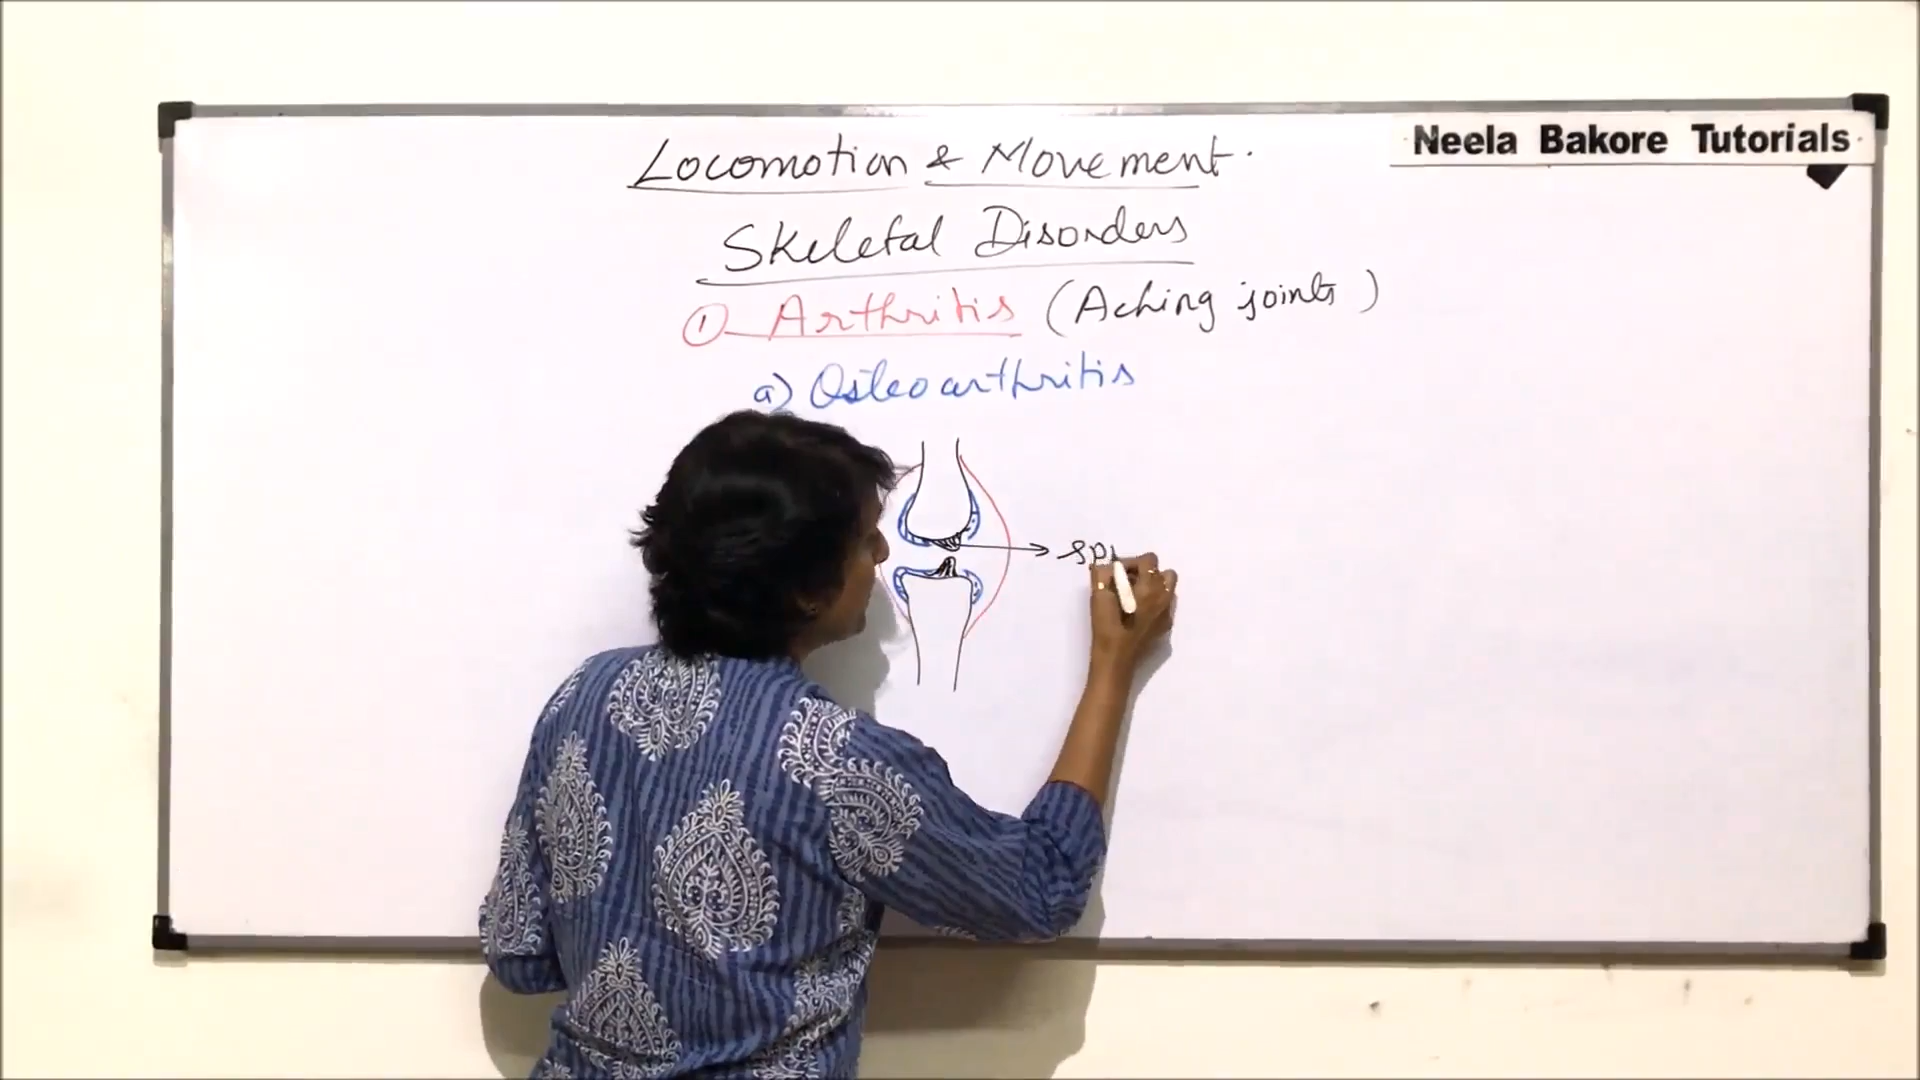 Neela Bakore Tutorials
Locomotion & Movement.
Skeletal Disorders
① Arthritis (Aching joints)
a) Osteoarthritis